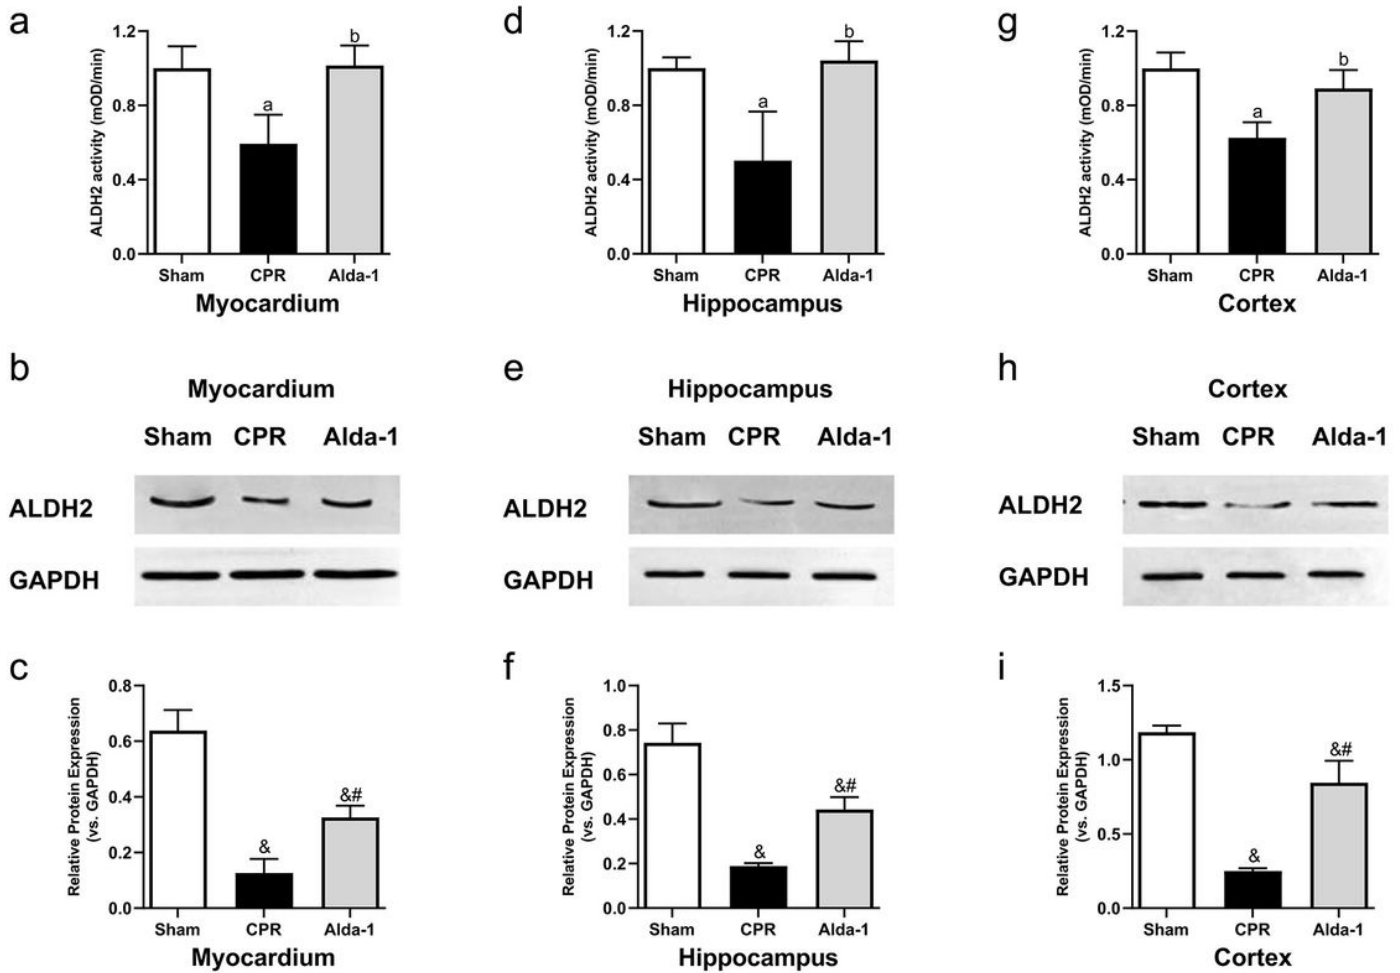 a
ALDH2 activity (mOD/min)
1.2
0.8
0.4
0.0
a
b
Sham CPR Alda-1
Myocardium
d
ALDH2 activity (mOD/min)
1.2
0.8
0.4
0.0
a
b
Sham CPR Alda-1
Hippocampus
g
ALDH2 activity (mOD/min)
1.2
0.8
0.4
0.0
a
b
Sham CPR Alda-1
Cortex
b
Myocardium
Sham CPR Alda-1
ALDH2
GAPDH
e
Hippocampus
Sham CPR Alda-1
ALDH2
GAPDH
h
Cortex
Sham CPR Alda-1
ALDH2
GAPDH
c
Relative Protein Expression
(vs. GAPDH)
0.8
0.6
0.4
0.2
0.0
&
&#
Sham CPR Alda-1
Myocardium
f
Relative Protein Expression
(vs. GAPDH)
1.0
0.8
0.6
0.4
0.2
0.0
&
&#
Sham CPR Alda-1
Hippocampus
i
Relative Protein Expression
(vs. GAPDH)
1.5
1.0
0.5
0.0
&
&#
Sham CPR Alda-1
Cortex